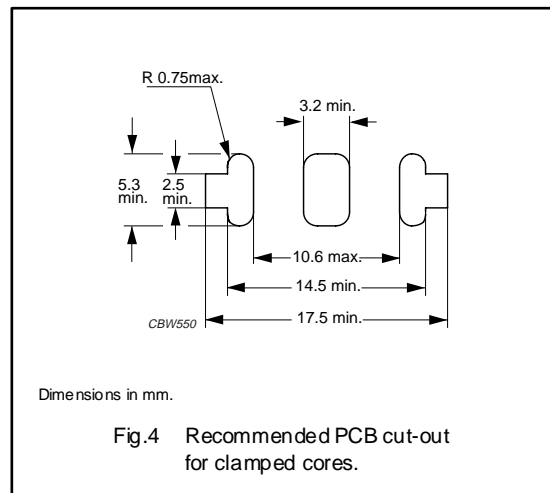 R 0.75max.
3.2 min.
5.3
min.
2.5
min.
10.6 max.
14.5 min.
17.5 min.
CBW550
Dimensions in mm.
Fig.4 Recommended PCB cut-out
for clamped cores.